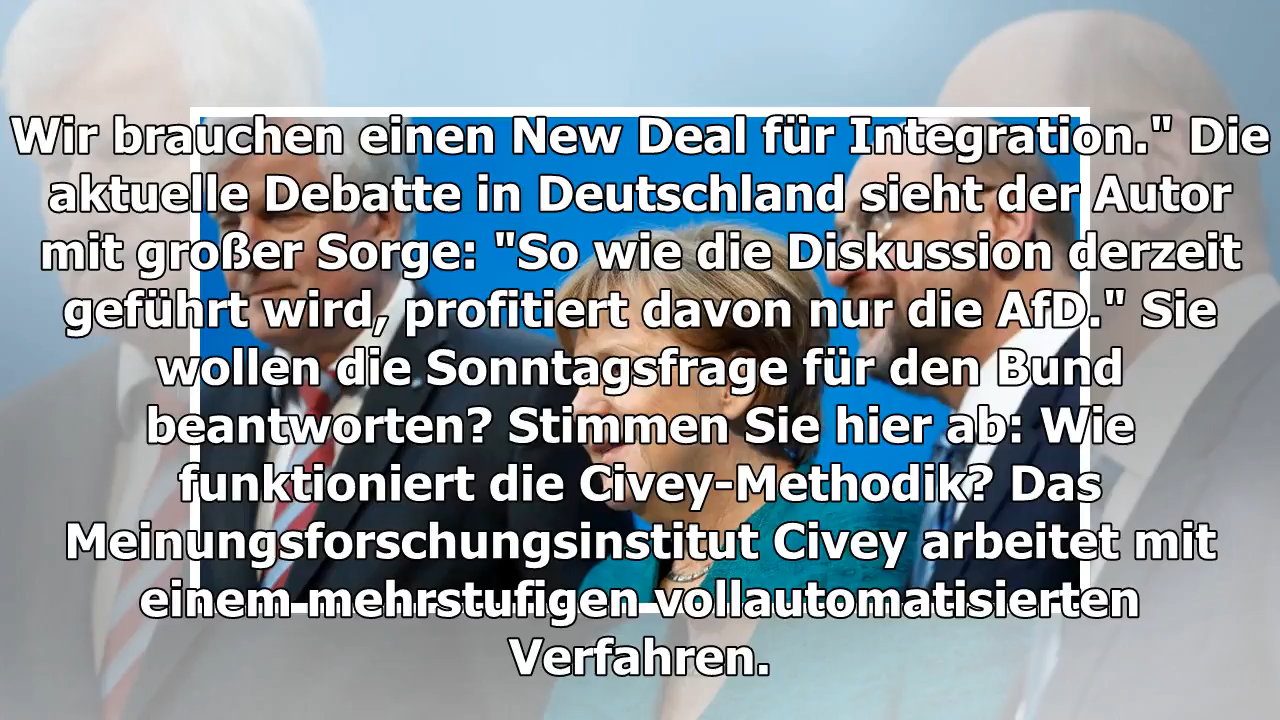 Wir brauchen einen New Deal für Integration." Die
aktuelle Debatte in Deutschland sieht der Autor
mit großer Sorge: "So wie die Diskussion derzeit
geführt wird, profitiert davon nur die AfD." Sie
wollen die Sonntagsfrage für den Bund
beantworten? Stimmen Sie hier ab: Wie
funktioniert die Civey-Methodik? Das
Meinungsforschungsinstitut Civey arbeitet mit
einem mehrstufigen vollautomatisierten
Verfahren.